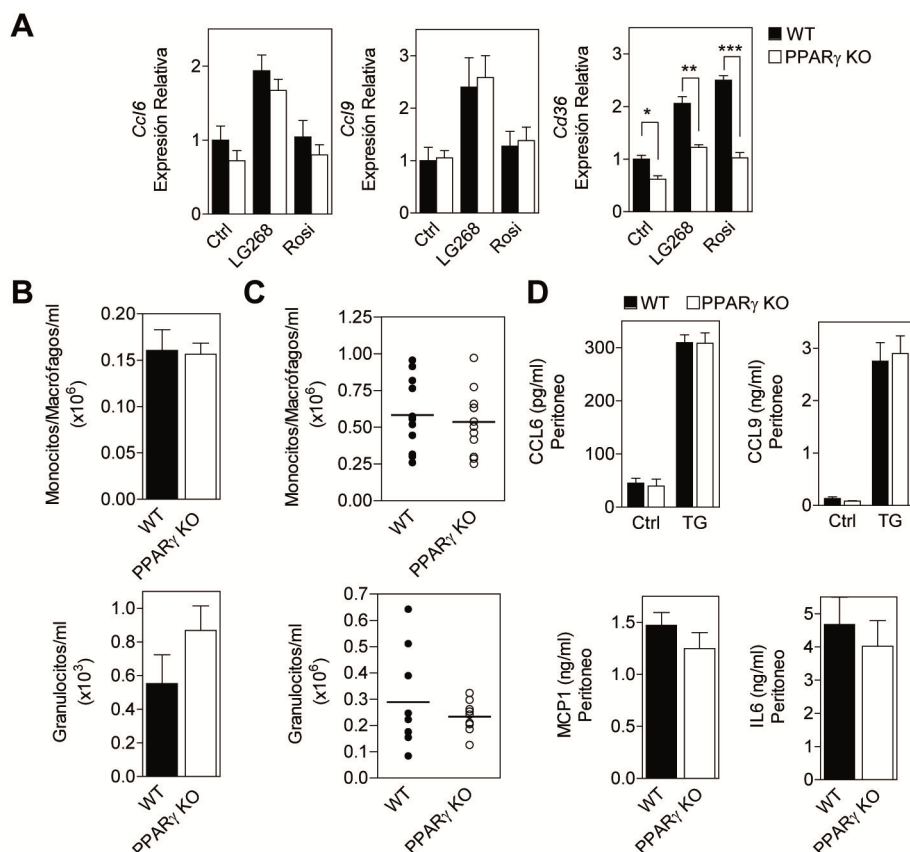 A
WT
PPARγ KO
Ccl6
Expresión Relativa
2
1
0
Ctrl
LG268
Rosi
Ccl9
Expresión Relativa
3
2
1
0
Ctrl
LG268
Rosi
Cd36
Expresión Relativa
3
2
1
0
*
**
***
Ctrl
LG268
Rosi
B
Monocitos/Macrófagos/ml
(x10⁶)
0.20
0.15
0.10
0.05
0.00
WT
PPARγ KO
C
Monocitos/Macrófagos/ml
(x10⁶)
1.25
1.00
0.75
0.50
0.25
0.00
WT
PPARγ KO
D
WT
PPARγ KO
CCL6 (pg/ml)
Peritoneo
300
200
100
0
Ctrl
TG
CCL9 (ng/ml)
Peritoneo
3
2
1
0
Ctrl
TG
Granulocitos/ml
(x10³)
1.0
0.8
0.6
0.4
0.2
0.0
WT
PPARγ KO
Granulocitos/ml
(x10⁶)
0.7
0.6
0.5
0.4
0.3
0.2
0.1
0.0
WT
PPARγ KO
MCP1 (ng/ml)
Peritoneo
1.5
1.0
0.5
0.0
WT
PPARγ KO
IL6 (ng/ml)
Peritoneo
5
4
3
2
1
0
WT
PPARγ KO